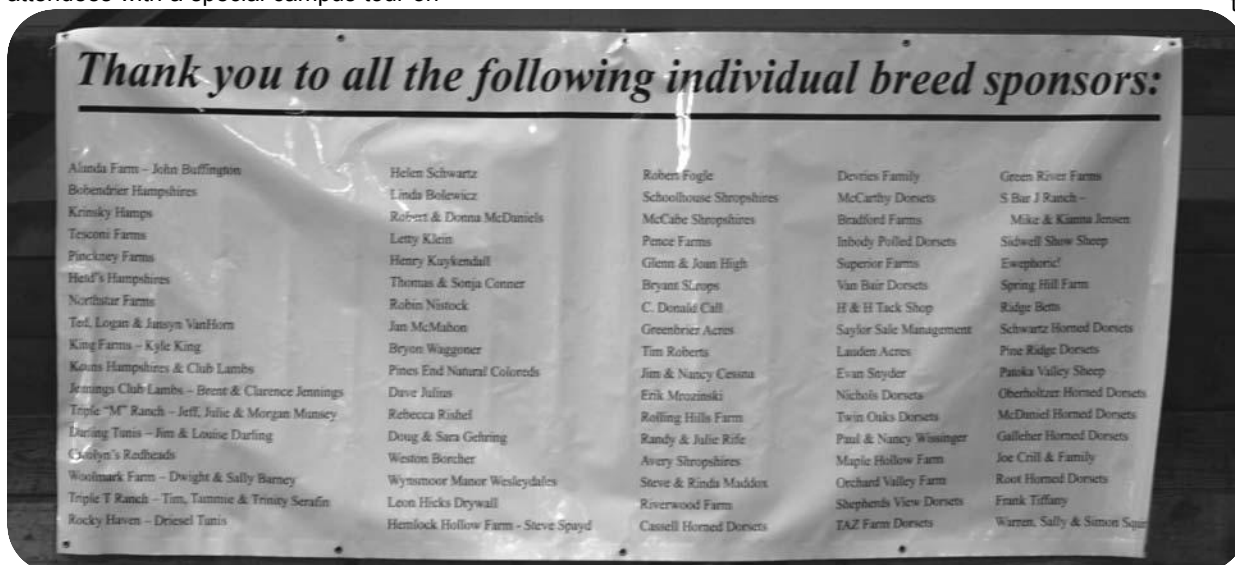 attendees with a special campus tour on
Thank you to all the following individual breed sponsors:
Alanda Farm – John Buffington
Bobendrier Hampshires
Krinsky Hamps
Tesconi Farms
Pinckney Farms
Heid's Hampshires
Northstar Farms
Ted, Logan & Jansyn VanHorn
King Farms – Kyle King
Hampshires & Club Lambs
Jennings Club Lambs – Brent & Clarence Jennings
Triple "M" Ranch – Jeff, Julie & Morgan Munsey
Darling Tunis – Jim & Louise Darling
Carolyn's Redheads
Woolmark Farm – Dwight & Sally Barney
Triple T Ranch – Tim, Tammie & Trinity Serafin
Rocky Haven – Driesel Tunis
Helen Schwartz
Linda Bolewicz
Robert & Donna McDaniels
Letty Klein
Henry Kuykendall
Thomas & Sonja Conner
Robin Nistock
Jan McMahon
Bryon Waggoner
Pines End Natural Coloreds
Dave Julius
Rebecca Rishel
Doug & Sara Gehring
Weston Borcher
Wynsmoor Manor Wesleydales
Leon Hicks Drywall
Hemlock Hollow Farm - Steve Spayd
Robert Fogle
Schoolhouse Shropshires
McCabe Shropshires
Pence Farms
Glenn & Joan High
Bryant Shrops
C. Donald Call
Greenbrier Acres
Tim Roberts
Jim & Nancy Cessna
Erik Mrozinski
Rolling Hills Farm
Randy & Julie Rife
Avery Shropshires
Steve & Rinda Maddox
Riverwood Farm
Cassell Horned Dorsets
Devries Family
McCarthy Dorsets
Bradford Farms
Inbody Polled Dorsets
Superior Farms
Van Bair Dorsets
H & H Tack Shop
Saylor Sale Management
Landen Acres
Evan Snyder
Nichols Dorsets
Twin Oaks Dorsets
Paul & Nancy Wissinger
Maple Hollow Farm
Orchard Valley Farm
Shepherds View Dorsets
TAZ Farm Dorsets
Green River Farms
S Bar J Ranch –
Mike & Kianna Jensen
Sidwell Show Sheep
Ewephoric!
Spring Hill Farm
Ridge Betts
Schwartz Horned Dorsets
Pine Ridge Dorsets
Patoka Valley Sheep
Oberholtzer Horned Dorsets
McDaniel Horned Dorsets
Galleher Horned Dorsets
Joe Crill & Family
Root Horned Dorsets
Frank Tiffany
Warren, Sally & Simon